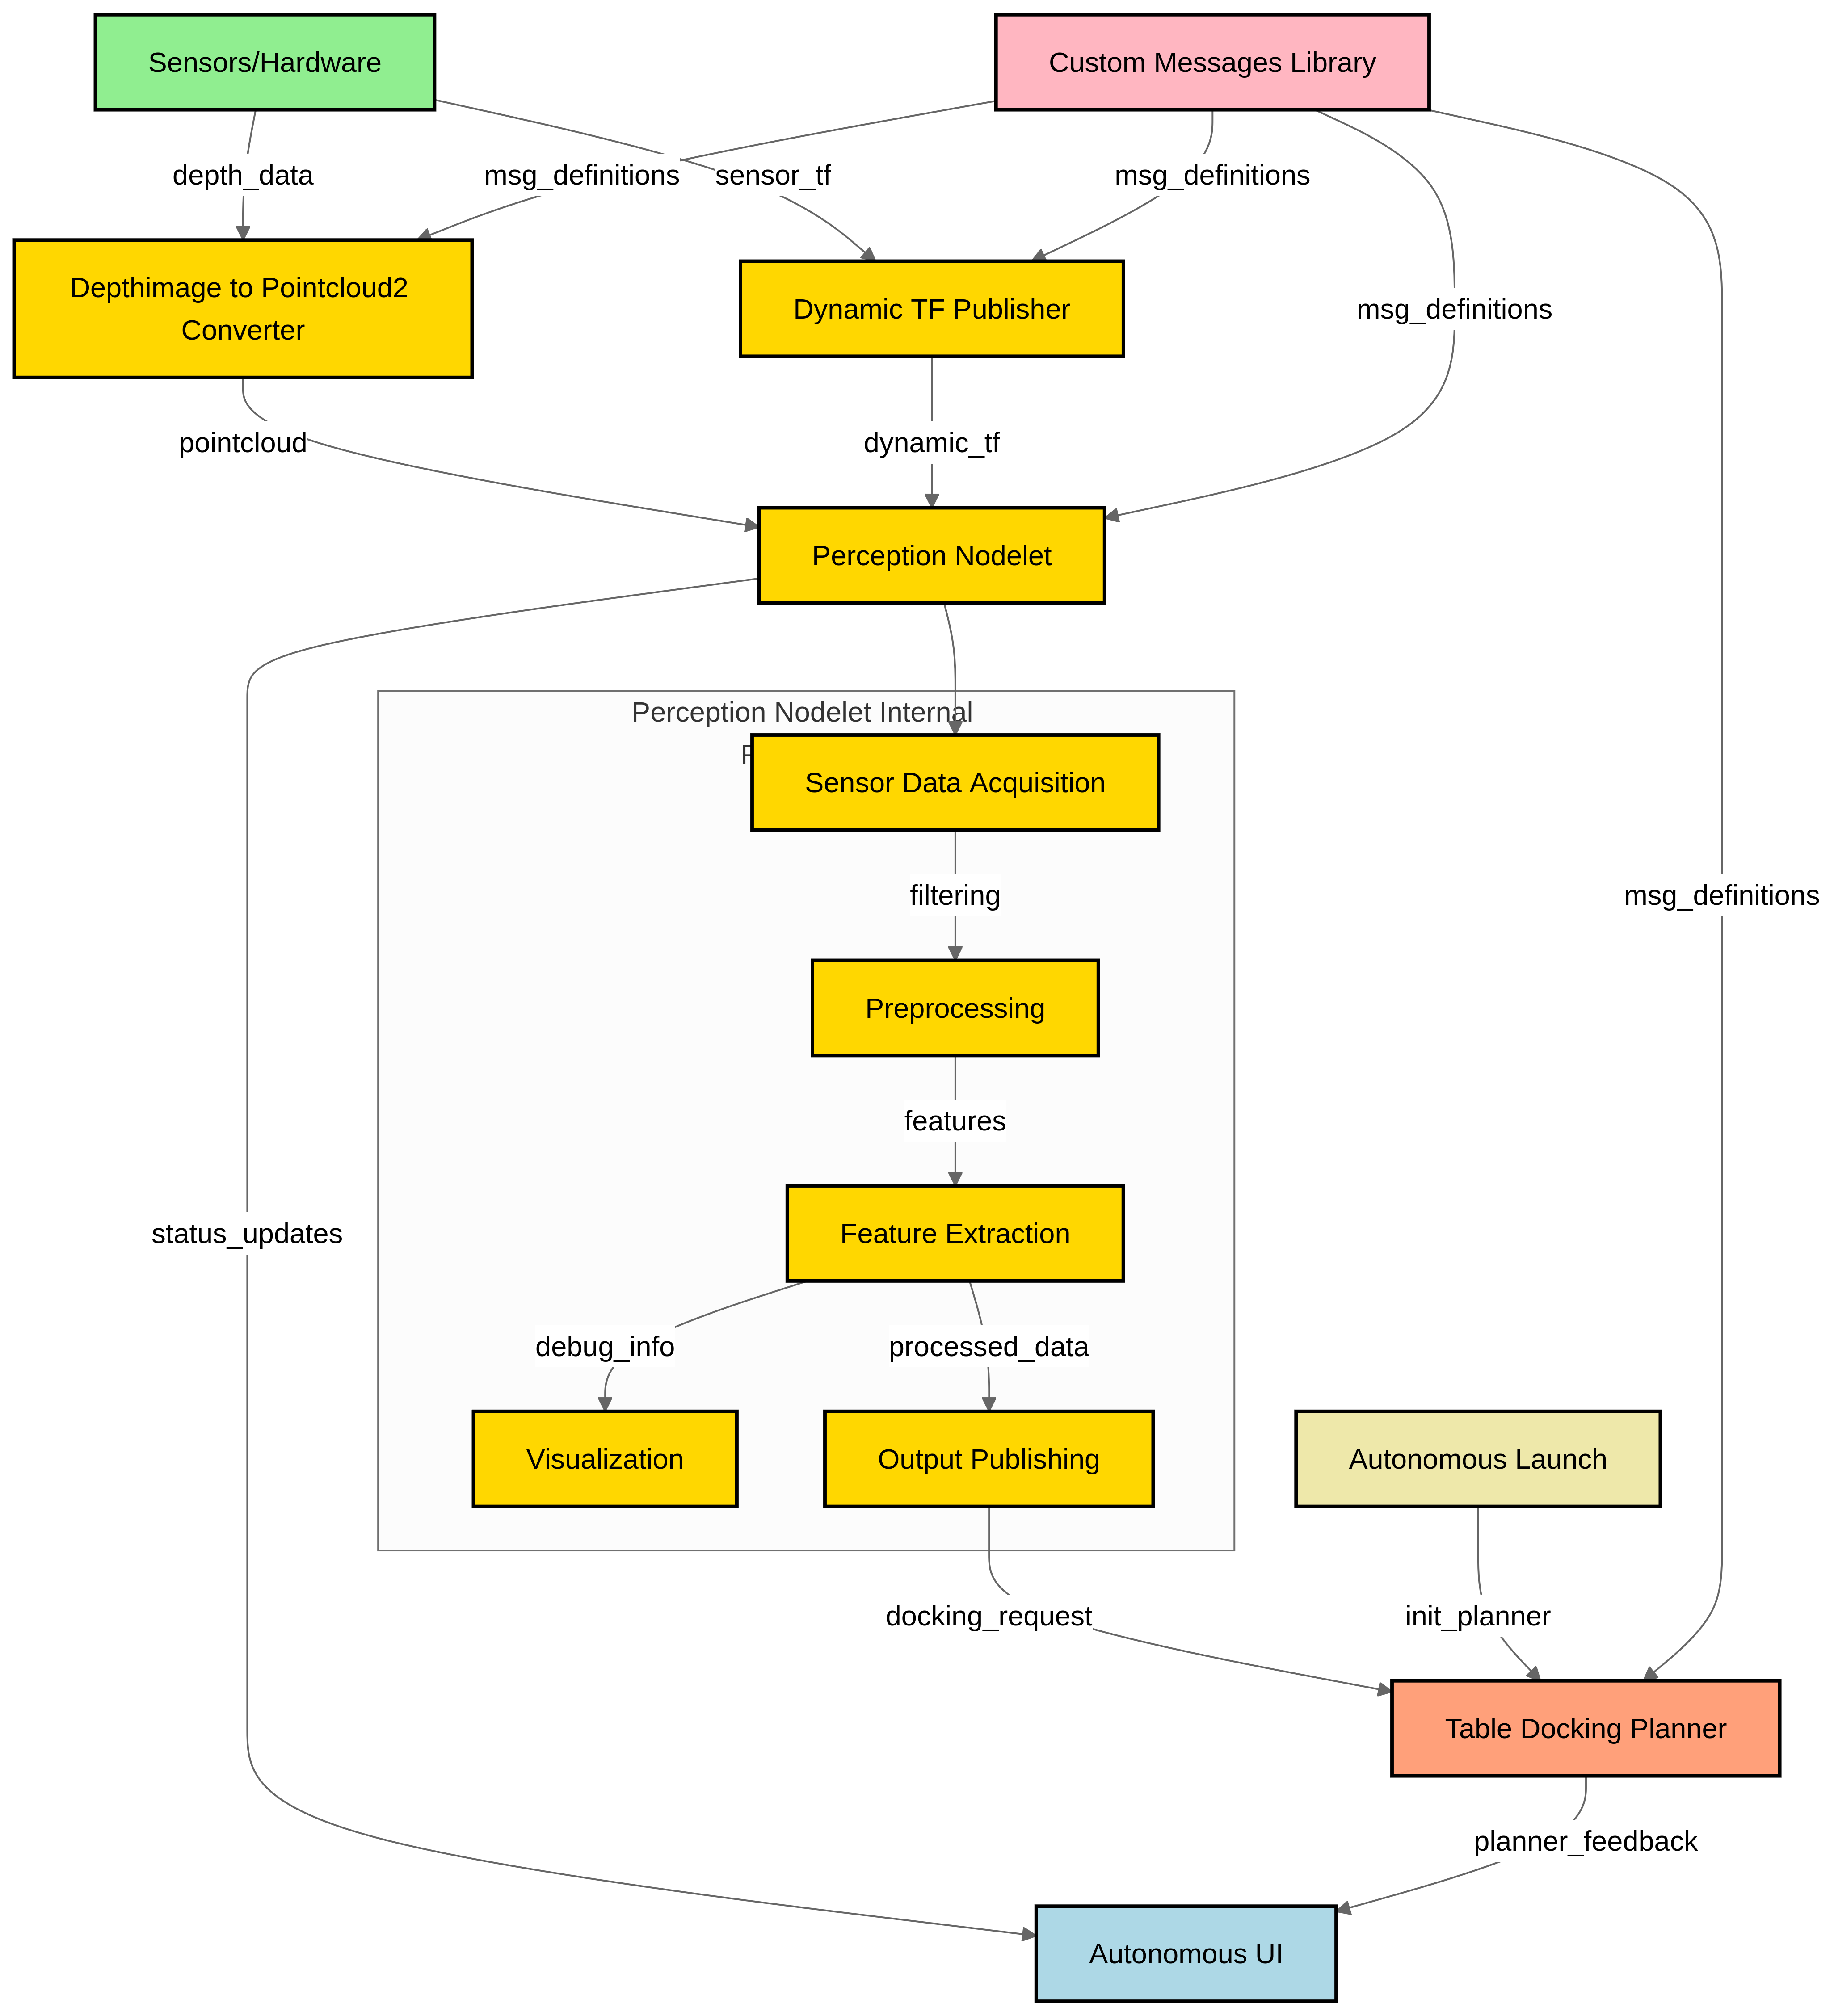 Sensors/Hardware
Custom Messages Library
depth_data
msg_definitions
sensor_tf
msg_definitions
Depthimage to Pointcloud2
Converter
Dynamic TF Publisher
msg_definitions
pointcloud
dynamic_tf
Perception Nodelet
Perception Nodelet Internal
Sensor Data Acquisition
filtering
msg_definitions
Preprocessing
features
status_updates
Feature Extraction
debug_info
processed_data
Visualization
Output Publishing
Autonomous Launch
docking_request
init_planner
Table Docking Planner
planner_feedback
Autonomous UI